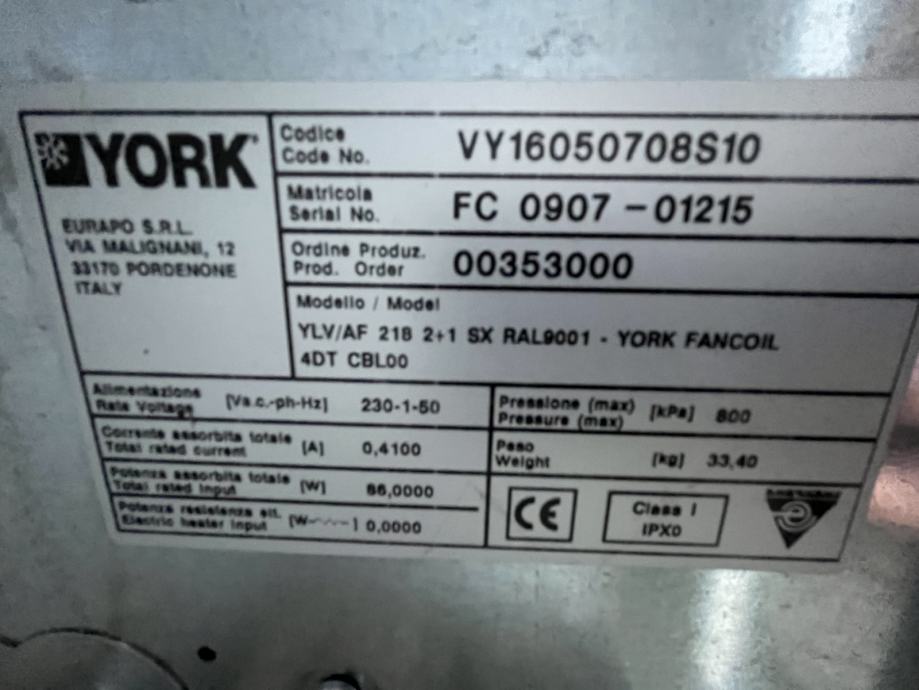 YORK
EURAPO S.R.L.
VIA MALIGNANI, 12
33170 PORDENONE
ITALY
Codice
Code No. VY16050708S10
Matricola
Serial No. FC 0907 - 01215
Ordine Produz.
Prod. Order 00353000
Modello / Model
YLV/AF 218 2+1 SX RAL9001 - YORK FANCOIL
4DT CBL00
Alimentazione
Rate Voltage [Va.c.-ph-Hz] 230-1-50
Corrente assorbita totale
Total rated current [A] 0,4100
Potenza assorbita totale
Total rated input [W] 86,0000
Potenza resistenza ell.
Electric heater input [W] 0,0000
Pressione (max)
Pressure (max) [kPa] 800
Peso
Weight [kg] 33,40
CE
Class I
IPX0